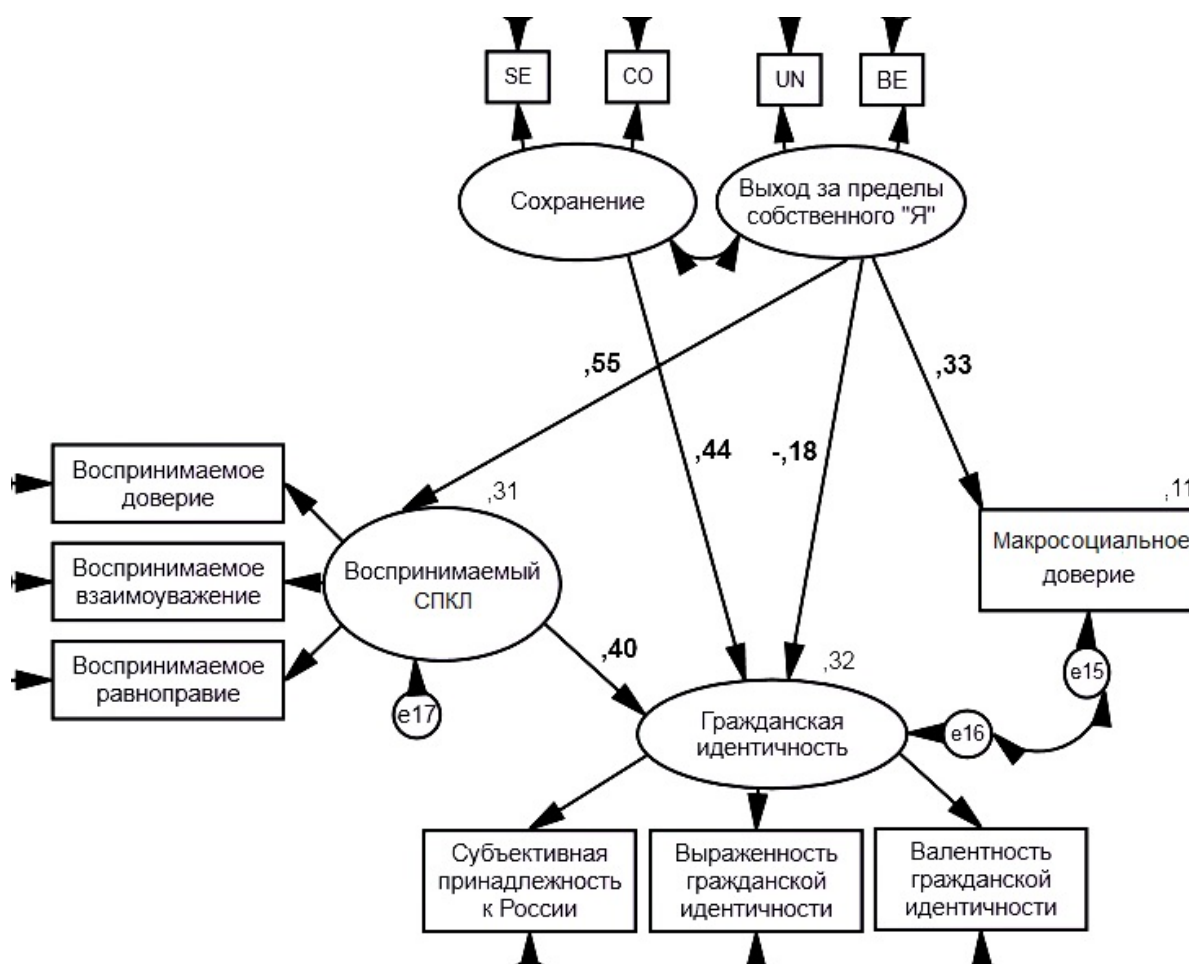 SE
CO
UN
BE
Сохранение
Выход за пределы
собственного "Я"
,55
,33
,44
-,18
Воспринимаемое
доверие
,31
,11
Воспринимаемое
взаимоуважение
Воспринимаемый
СПКЛ
Макросоциальное
доверие
Воспринимаемое
равноправие
,40
,32
e15
e17
Гражданская
идентичность
e16
Субъективная
принадлежность
к России
Выраженность
гражданской
идентичности
Валентность
гражданской
идентичности